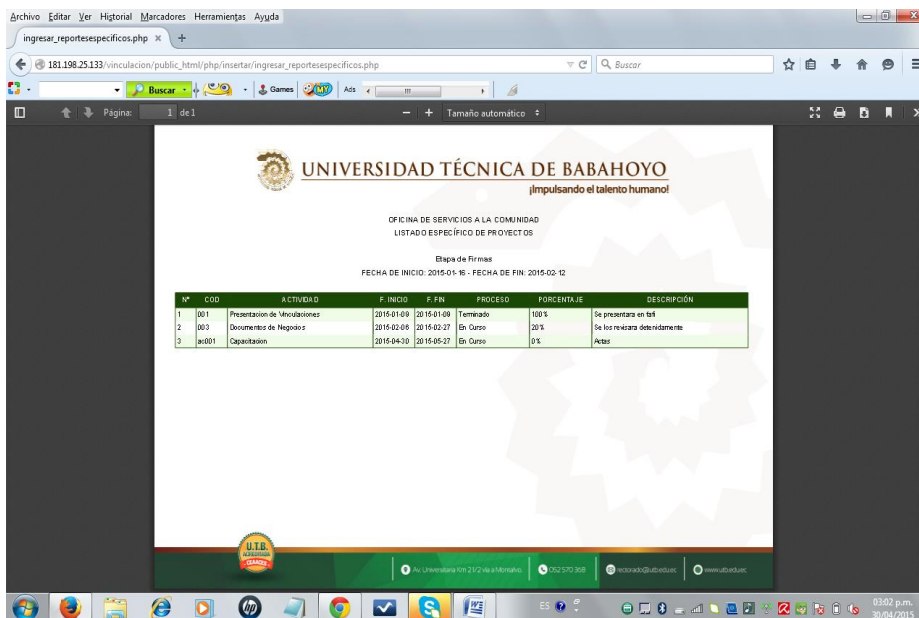 Archivo Editar Ver Historial Marcadores Herramientas Ayuda
ingresar_reportesespecificos.php × +
181.198.25.133/vinculacion/public_html/php/insertar/ingresar_reportesespecificos.php Buscar
Buscar MY Games Ads
Página: 1 de 1 − + Tamaño automático
UNIVERSIDAD TÉCNICA DE BABAHOYO
¡Impulsando el talento humano!
OFICINA DE SERVICIOS A LA COMUNIDAD
LISTADO ESPECÍFICO DE PROYECTOS
Etapa de Firmas
FECHA DE INICIO: 2015-01-16 - FECHA DE FIN: 2015-02-12
Nº COD ACTIVIDAD F. INICIO F. FIN PROCESO PORCENTAJE DESCRIPCIÓN
1 001 Presentacion de Vinculaciones 2015-01-09 2015-01-09 Terminado 100% Se presentara en fafi
2 003 Documentos de Negocios 2015-02-06 2015-02-27 En Curso 20% Se los revisara detenidamente
3 ac001 Capacitacion 2015-04-30 2015-05-27 En Curso 0% Actas
U.T.B.
ACREDITADA
CEAACES
Av. Universitaria Km 2 1/2 via a Montalvo. 052 570 368 rectorado@utb.edu.ec www.utb.edu.ec
ES 03:02 p.m.
30/04/2015